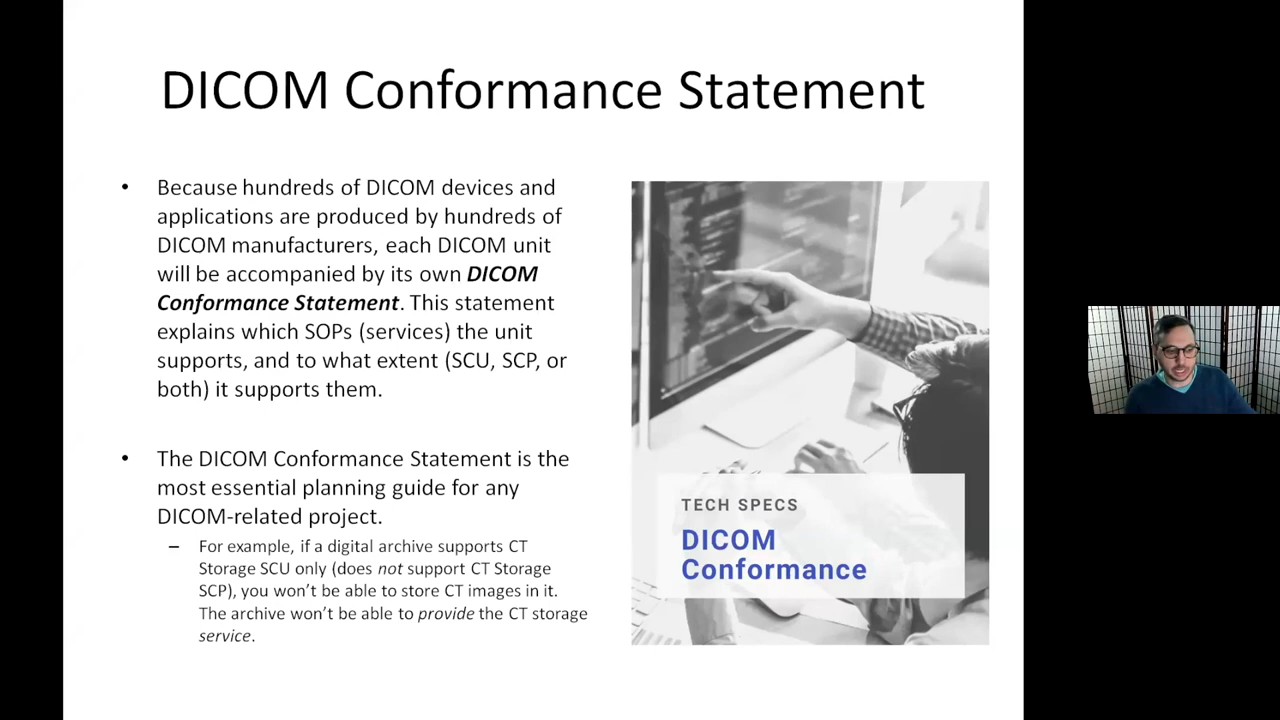 DICOM Conformance Statement
• Because hundreds of DICOM devices and
applications are produced by hundreds of
DICOM manufacturers, each DICOM unit
will be accompanied by its own DICOM
Conformance Statement. This statement
explains which SOPs (services) the unit
supports, and to what extent (SCU, SCP, or
both) it supports them.
• The DICOM Conformance Statement is the
most essential planning guide for any
DICOM-related project.
– For example, if a digital archive supports CT
Storage SCU only (does not support CT Storage
SCP), you won’t be able to store CT images in it.
The archive won’t be able to provide the CT storage
service.
TECH SPECS
DICOM
Conformance